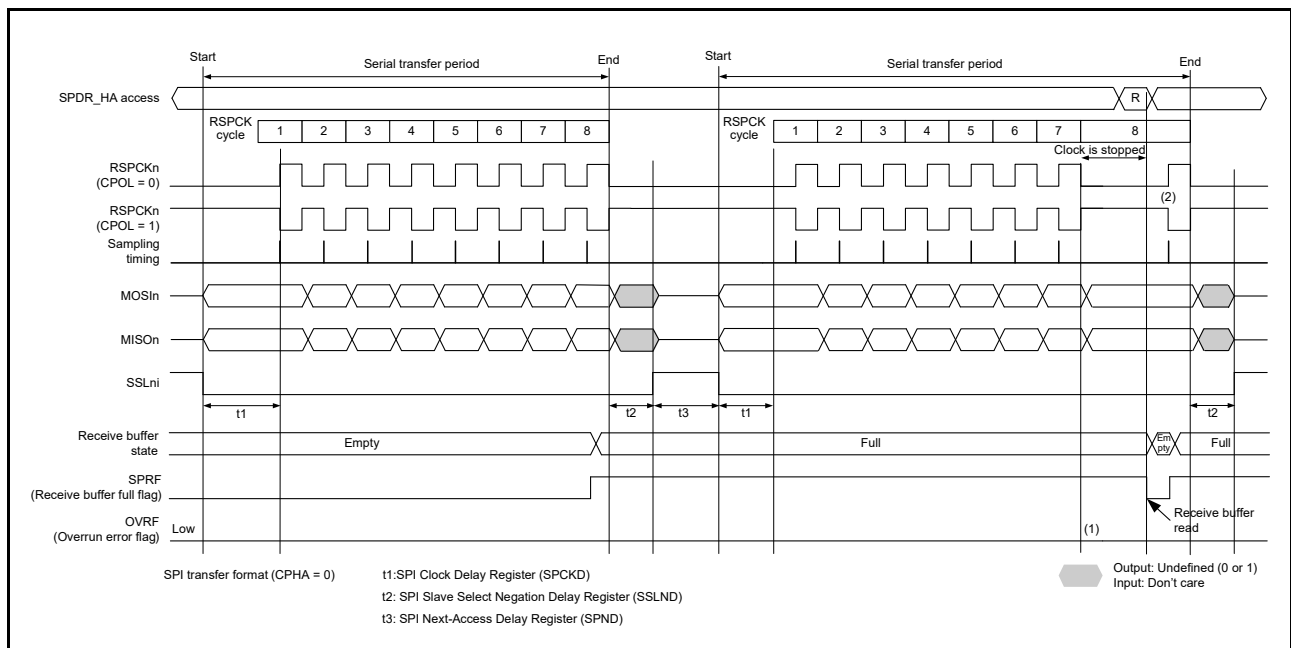 Start
End
Start
End
Serial transfer period
Serial transfer period
SPDR_HA access
R
RSPCK
cycle
1 2 3 4 5 6 7 8
RSPCK
cycle
1 2 3 4 5 6 7 8
Clock is stopped
RSPCKn
(CPOL = 0)
(2)
RSPCKn
(CPOL = 1)
Sampling
timing
MOSIn
MISOn
SSLni
t1
t2
t3
t1
t2
Receive buffer
state
Empty
Full
Em
pty
Full
SPRF
(Receive buffer full flag)
Receive buffer
read
OVRF
(Overrun error flag)
Low
(1)
SPI transfer format (CPHA = 0)
t1:SPI Clock Delay Register (SPCKD)
t2: SPI Slave Select Negation Delay Register (SSLND)
t3: SPI Next-Access Delay Register (SPND)
Output: Undefined (0 or 1)
Input: Don't care